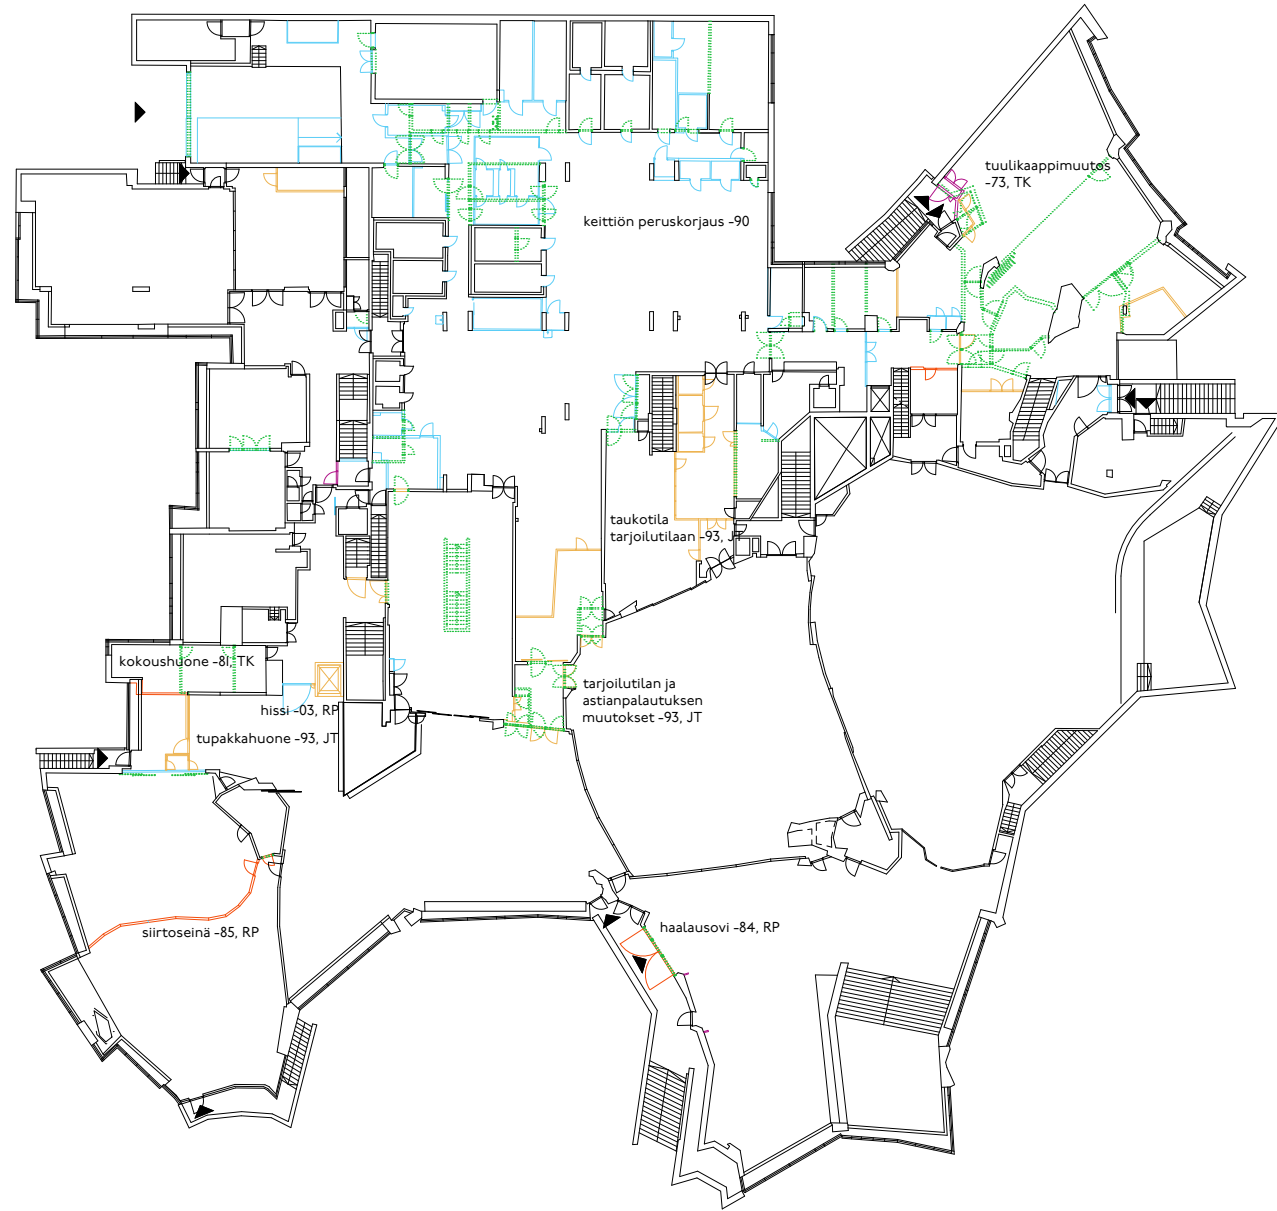 tuulikaappimuutos
-73, TK
keittiön peruskorjaus -90
taukotila
tarjoilutilaan -93, JT
kokoushuone -81, TK
hissi -03, RP
tupakkahuone -93, JT
tarjoilutilan ja
astianpalautuksen
muutokset -93, JT
siirtoseinä -85, RP
haalausovi -84, RP